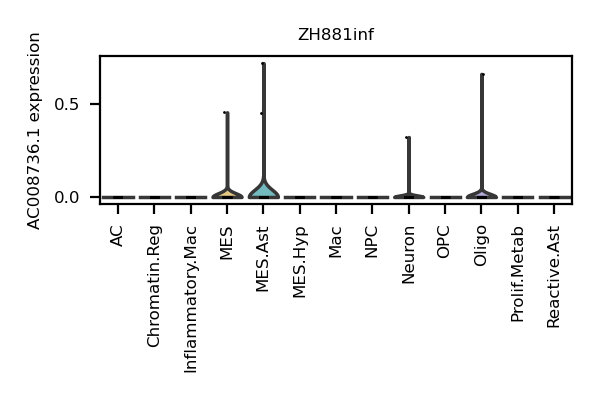 ZH881inf
AC008736.1 expression
0.5
0.0
AC
Chromatin.Reg
Inflammatory.Mac
MES
MES.Ast
MES.Hyp
Mac
NPC
Neuron
OPC
Oligo
Prolif.Metab
Reactive.Ast